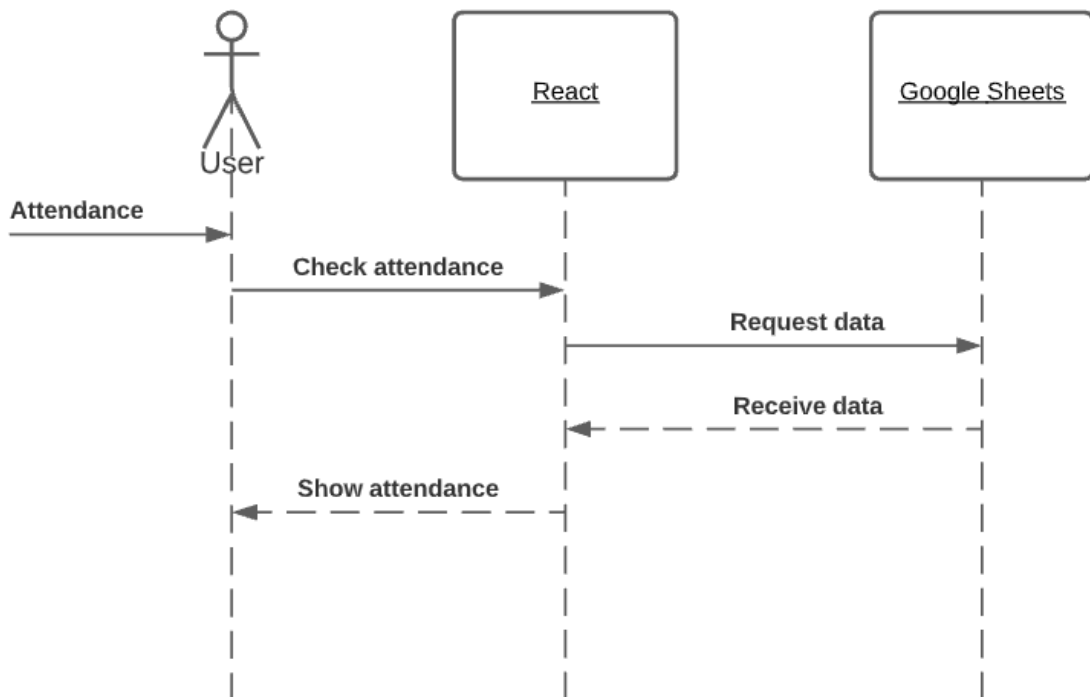 React
Google Sheets
User
Attendance
Check attendance
Request data
Receive data
Show attendance